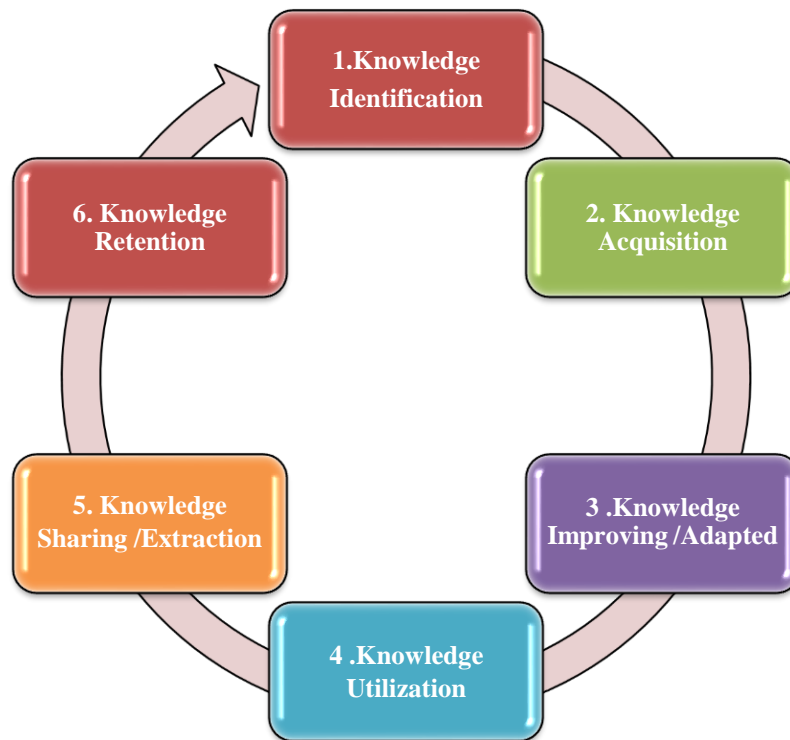 1.Knowledge
Identification
2. Knowledge
Acquisition
3 .Knowledge
Improving /Adapted
4 .Knowledge
Utilization
5. Knowledge
Sharing /Extraction
6. Knowledge
Retention